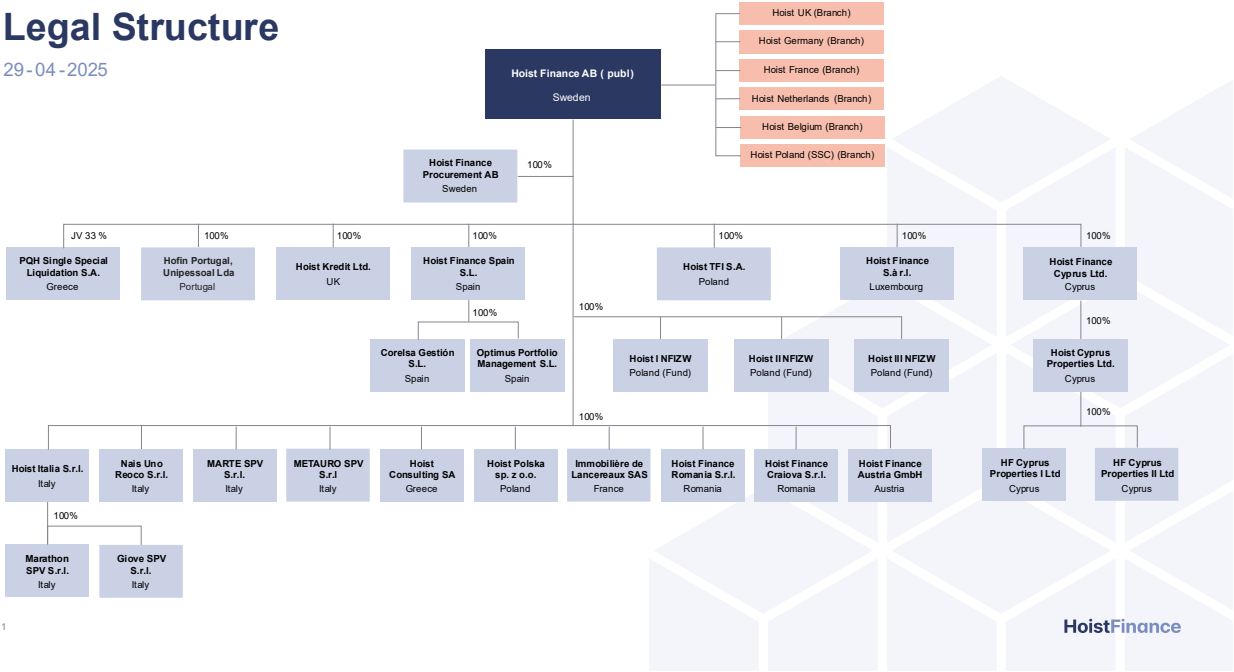 Legal Structure
29-04-2025
Hoist Finance AB ( publ)
Sweden
Hoist UK (Branch)
Hoist Germany (Branch)
Hoist France (Branch)
Hoist Netherlands (Branch)
Hoist Belgium (Branch)
Hoist Poland (SSC) (Branch)
Hoist Finance
Procurement AB
Sweden
100%
JV 33 %
100%
100%
100%
100%
100%
100%
PQH Single Special
Liquidation S.A.
Greece
Hofin Portugal,
Unipessoal Lda
Portugal
Hoist Kredit Ltd.
UK
Hoist Finance Spain
S.L.
Spain
Hoist TFI S.A.
Poland
Hoist Finance
S.à r.l.
Luxembourg
Hoist Finance
Cyprus Ltd.
Cyprus
100%
100%
100%
Corelsa Gestión
S.L.
Spain
Optimus Portfolio
Management S.L.
Spain
Hoist I NFIZW
Poland (Fund)
Hoist II NFIZW
Poland (Fund)
Hoist III NFIZW
Poland (Fund)
Hoist Cyprus
Properties Ltd.
Cyprus
100%
100%
Hoist Italia S.r.l.
Italy
Nais Uno
Reoco S.r.l.
Italy
MARTE SPV
S.r.l.
Italy
METAURO SPV
S.r.l
Italy
Hoist
Consulting SA
Greece
Hoist Polska
sp. z o.o.
Poland
Immobilière de
Lancereaux SAS
France
Hoist Finance
Romania S.r.l.
Romania
Hoist Finance
Craiova S.r.l.
Romania
Hoist Finance
Austria GmbH
Austria
HF Cyprus
Properties I Ltd
Cyprus
HF Cyprus
Properties II Ltd
Cyprus
100%
Marathon
SPV S.r.l.
Italy
Giove SPV
S.r.l.
Italy
1
HoistFinance